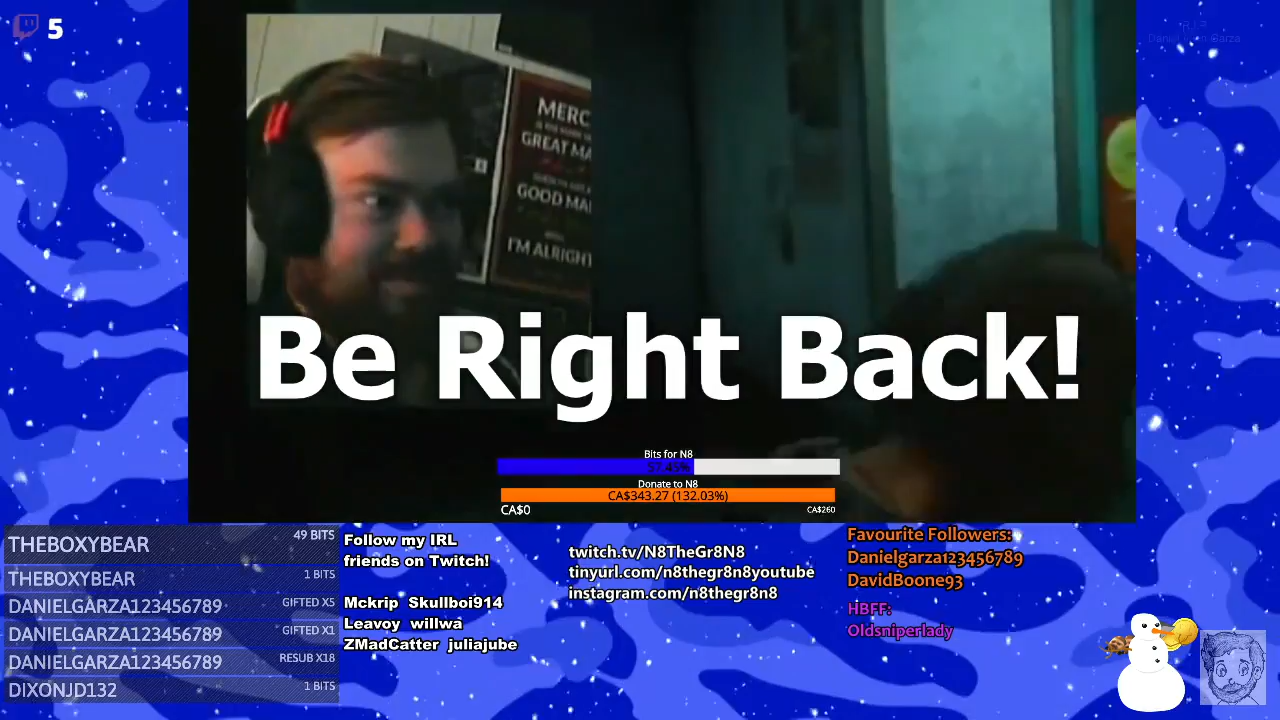 5
MERC
GREAT MA
GOOD MA
I'M ALRIGHT
Be Right Back!
Bits for N8
57.45%
Donate to N8
CA$343.27 (132.03%)
CA$0
CA$260
THEBOXYBEAR 49 BITS
THEBOXYBEAR 1 BITS
DANIELGARZA123456789 GIFTED X5
DANIELGARZA123456789 GIFTED X1
DANIELGARZA123456789 RESUB X18
DIXONJD132 1 BITS
Follow my IRL
friends on Twitch!
Mckrip Skullboi914
Leavoy willwa
ZMadCatter juliajube
twitch.tv/N8TheGr8N8
tinyurl.com/n8thegr8n8youtube
instagram.com/n8thegr8n8
Favourite Followers:
Danielgarza123456789
DavidBoone93
HBFF:
Oldsniperlady